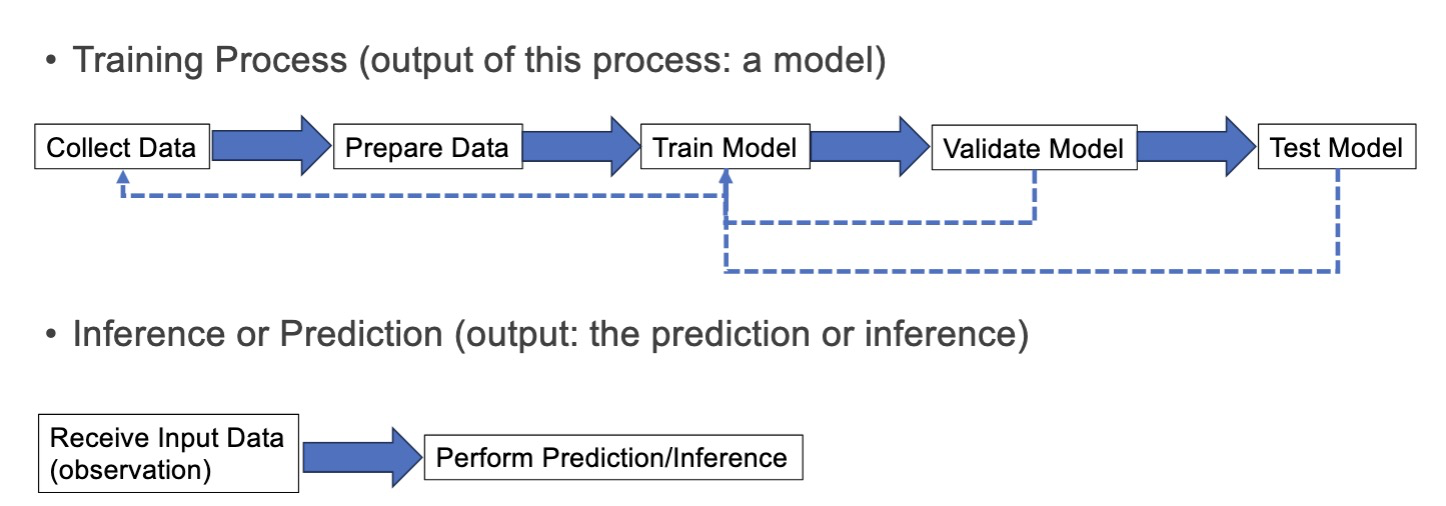 • Training Process (output of this process: a model)
Collect Data
Prepare Data
Train Model
Validate Model
Test Model
• Inference or Prediction (output: the prediction or inference)
Receive Input Data
(observation)
Perform Prediction/Inference